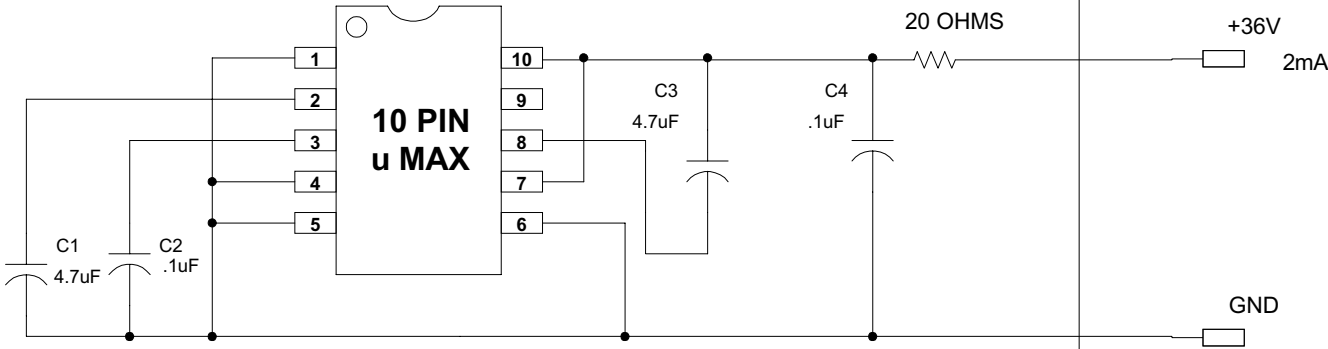 20 OHMS
+36V
2mA
1
10
2
9
3
8
4
7
5
6
10 PIN
u MAX
C3
4.7uF
C4
.1uF
C1
4.7uF
C2
.1uF
GND